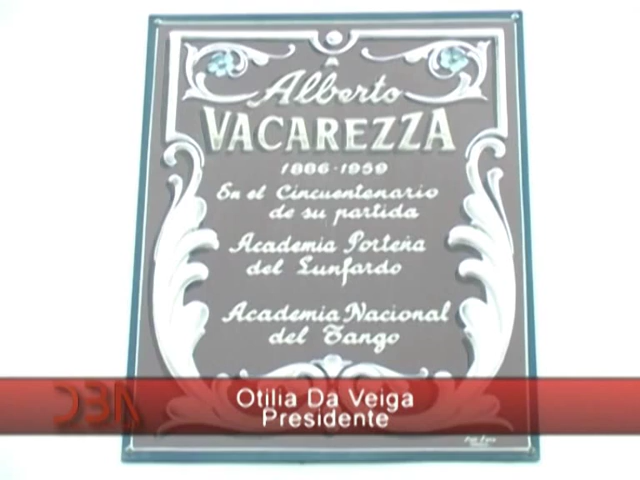 A
Alberto
VACAREZZA
1886-1959
En el Cincuentenario
de su partida
Academia Porteña
del Lunfardo
Academia Nacional
del Tango
DBA
Otilia Da Veiga
Presidente